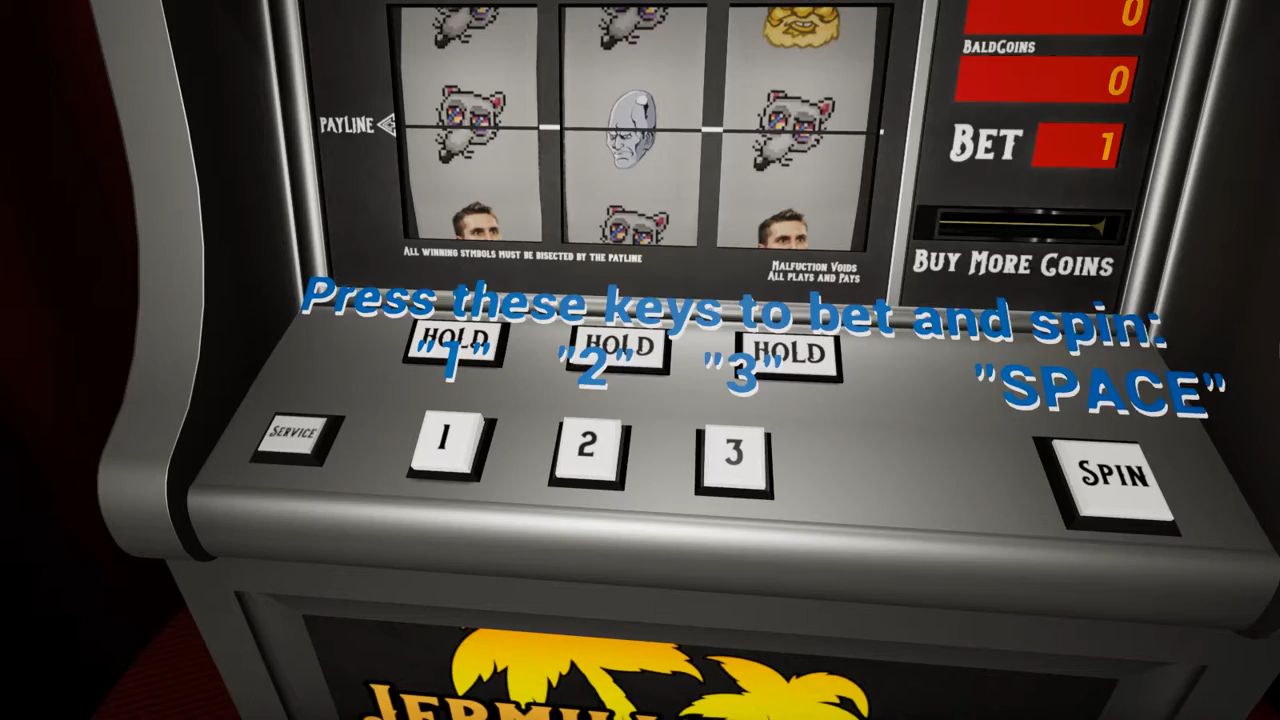 0
BALDCOINS
0
PAYLINE
BET 1
ALL WINNING SYMBOLS MUST BE BISECTED BY THE PAYLINE
MALFUCTION VOIDS
ALL PLAYS AND PAYS
BUY MORE COINS
Press these keys to bet and spin:
HOLD HOLD HOLD
"1" "2" "3" "SPACE"
SERVICE 1 2 3 SPIN